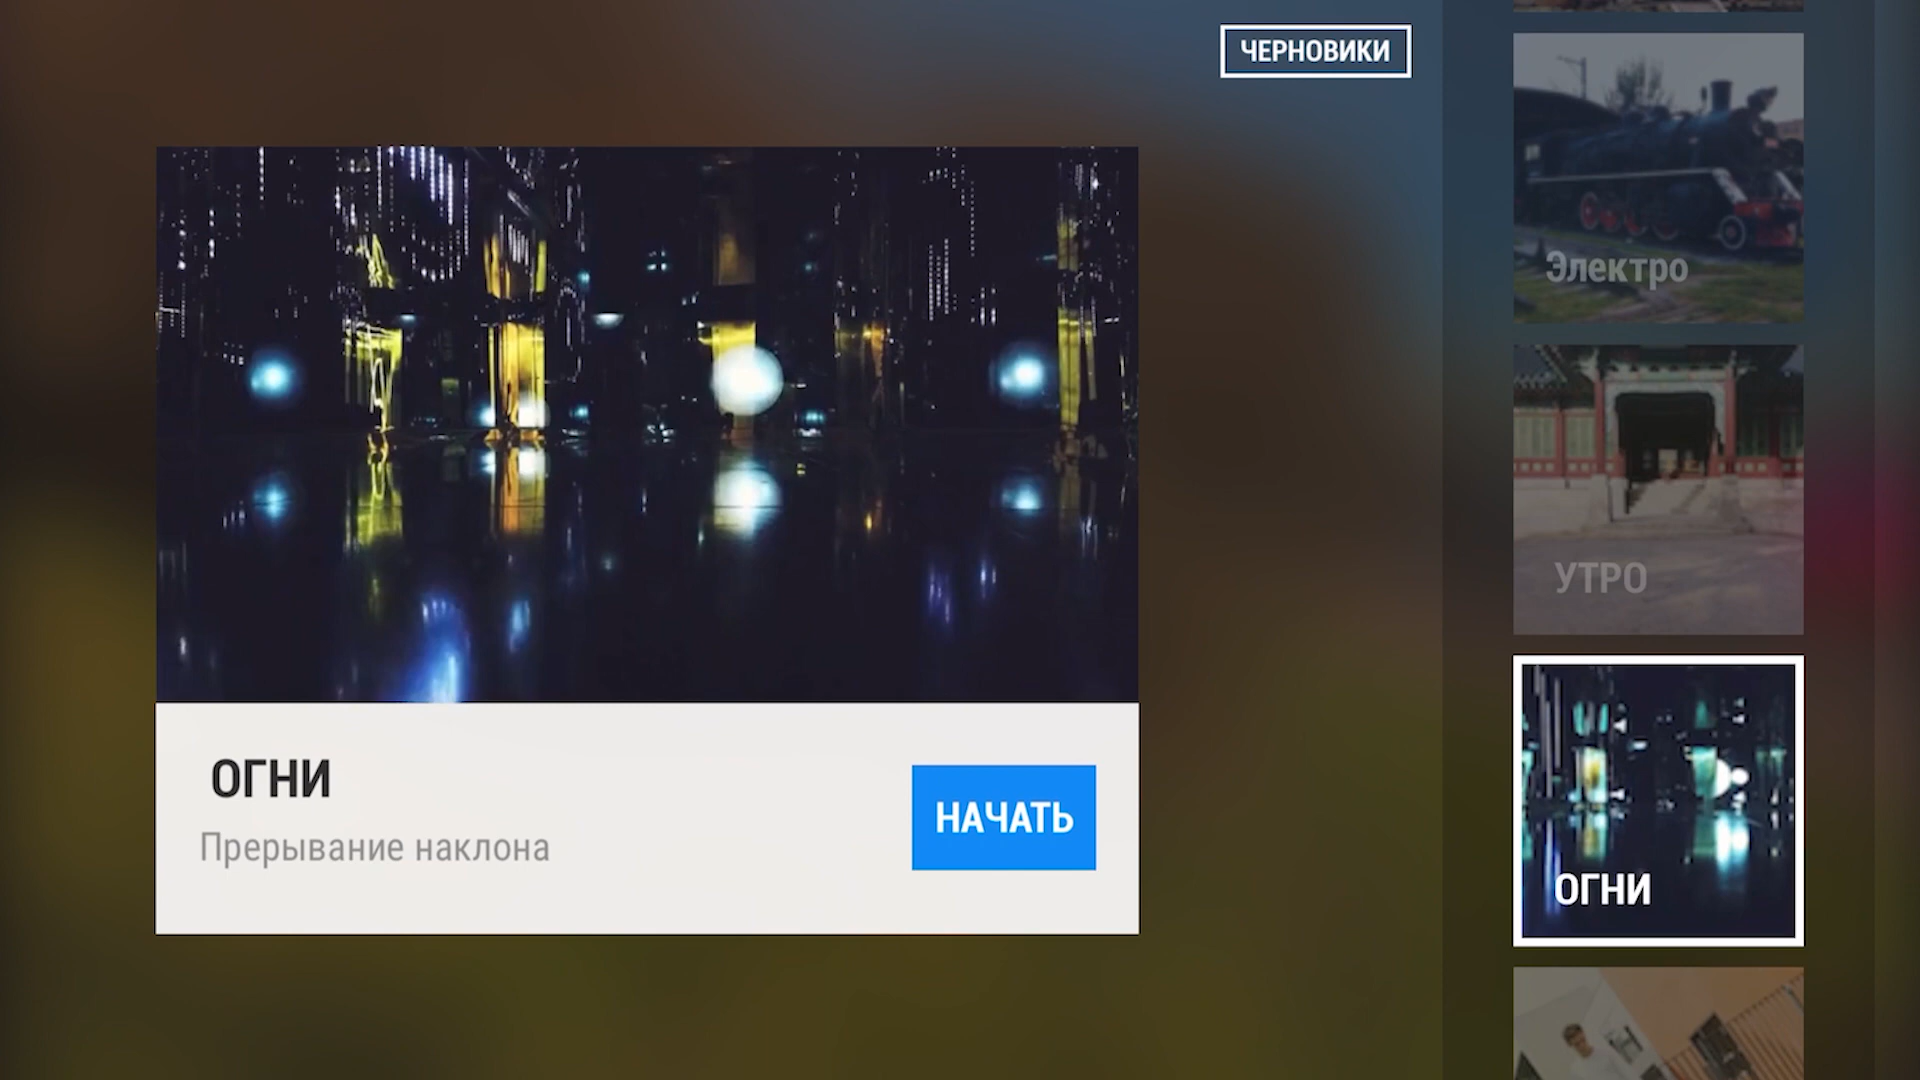 ЧЕРНОВИКИ
Электро
УТРО
ОГНИ
Прерывание наклона
НАЧАТЬ
ОГНИ